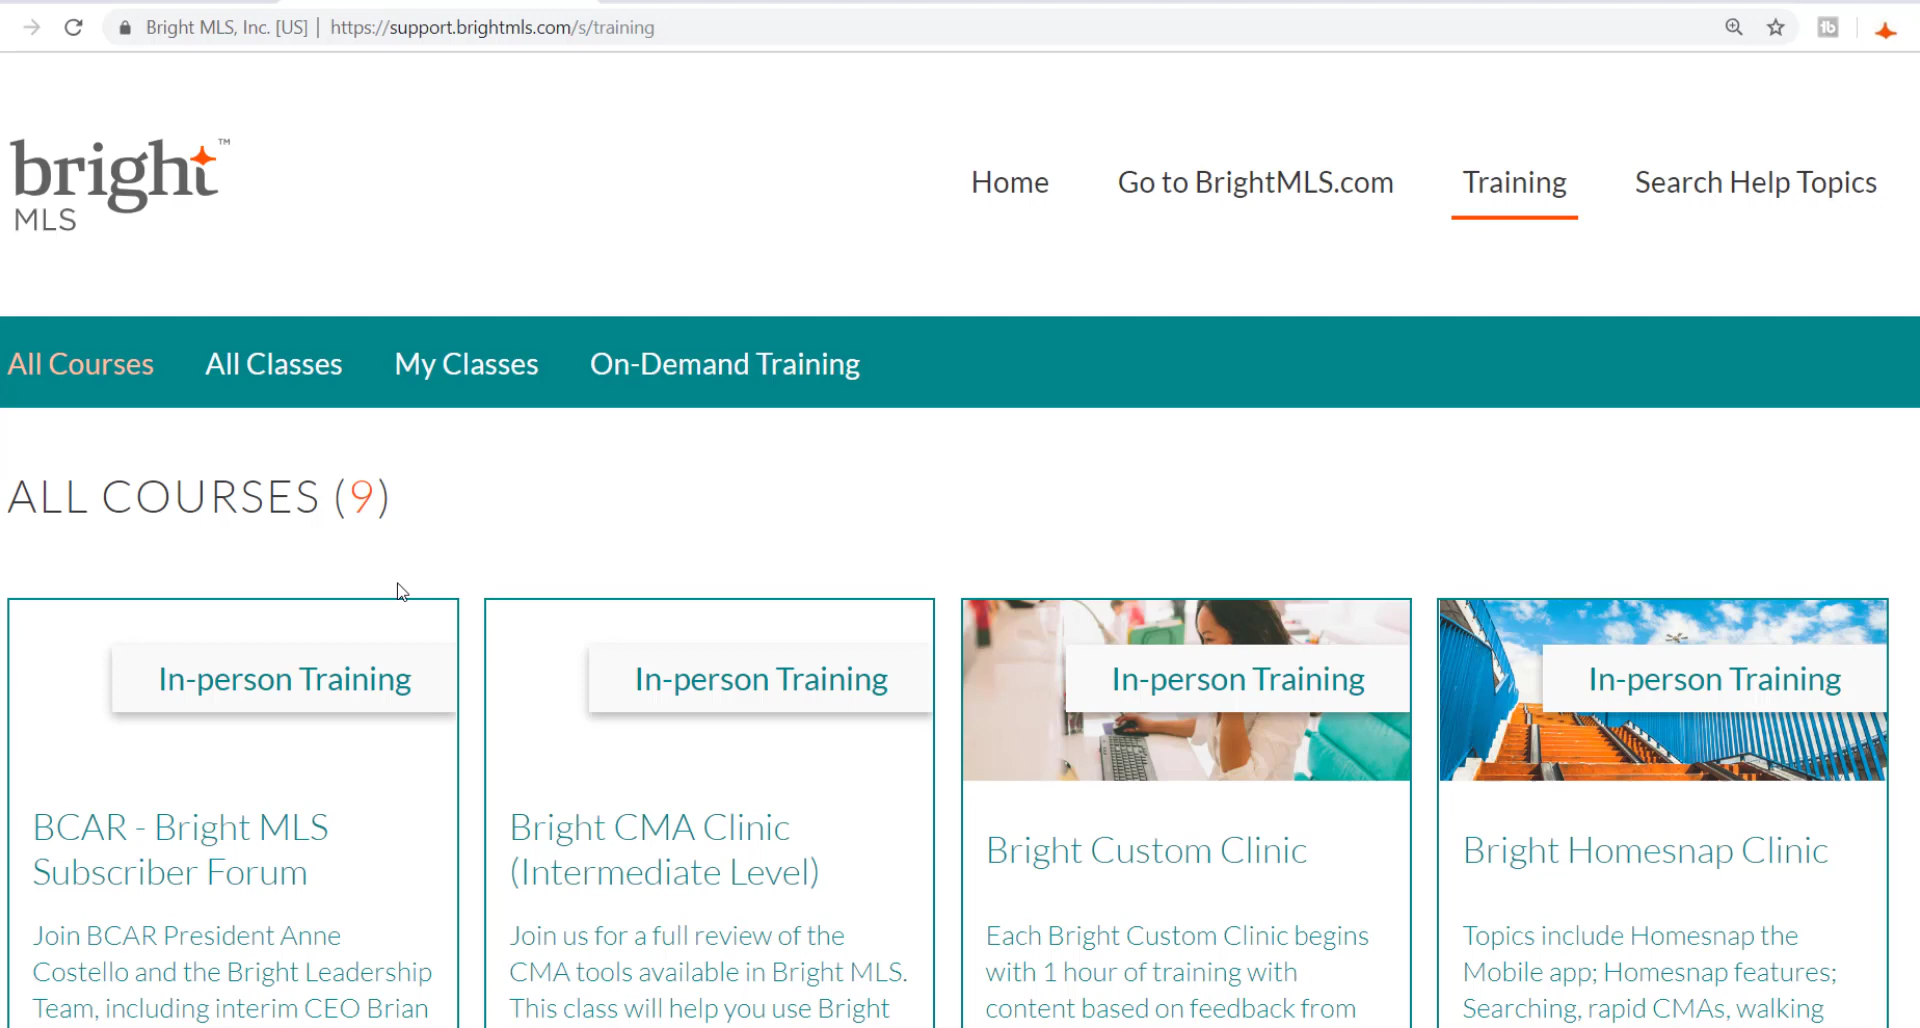 Bright MLS, Inc. [US] | https://support.brightmls.com/s/training
bright™
MLS
Home
Go to BrightMLS.com
Training
Search Help Topics
All Courses
All Classes
My Classes
On-Demand Training
ALL COURSES (9)
In-person Training
In-person Training
In-person Training
In-person Training
BCAR - Bright MLS
Subscriber Forum
Join BCAR President Anne
Costello and the Bright Leadership
Team, including interim CEO Brian
Bright CMA Clinic
(Intermediate Level)
Join us for a full review of the
CMA tools available in Bright MLS.
This class will help you use Bright
Bright Custom Clinic
Each Bright Custom Clinic begins
with 1 hour of training with
content based on feedback from
Bright Homesnap Clinic
Topics include Homesnap the
Mobile app; Homesnap features;
Searching, rapid CMAs, walking